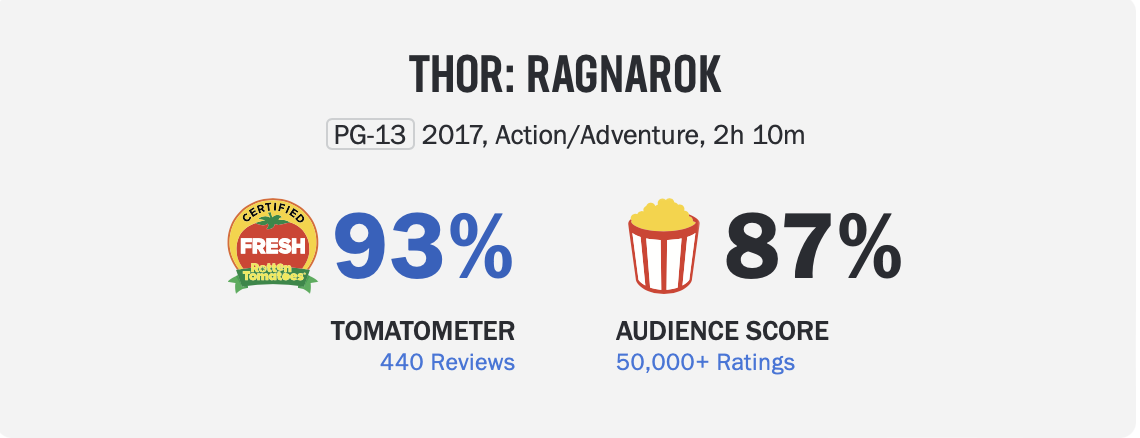 THOR: RAGNAROK
PG-13 2017, Action/Adventure, 2h 10m
CERTIFIED
FRESH
Rotten
Tomatoes
93%
87%
TOMATOMETER
AUDIENCE SCORE
440 Reviews
50,000+ Ratings